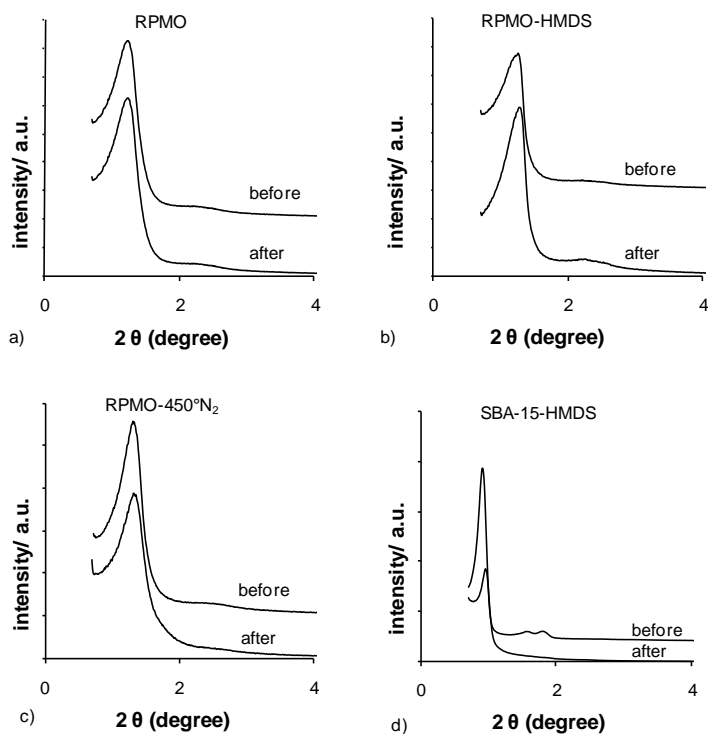 RPMO
intensity/ a.u.
before
after
0 2 4
2 θ (degree)
a)
RPMO-HMDS
intensity/ a.u.
before
after
0 2 4
2 θ (degree)
b)
RPMO-450°N₂
intensity/ a.u.
before
after
0 2 4
2 θ (degree)
c)
SBA-15-HMDS
intensity/ a.u.
before
after
0 2 4
2 θ (degree)
d)